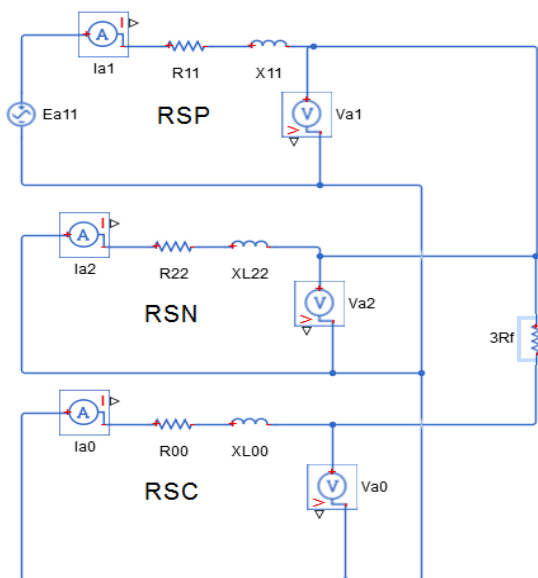 A
I
Ia1
R11
X11
RSP
Ea11
V
V
Va1
A
I
Ia2
R22
XL22
RSN
V
V
Va2
3Rf
A
I
Ia0
R00
XL00
RSC
V
V
Va0